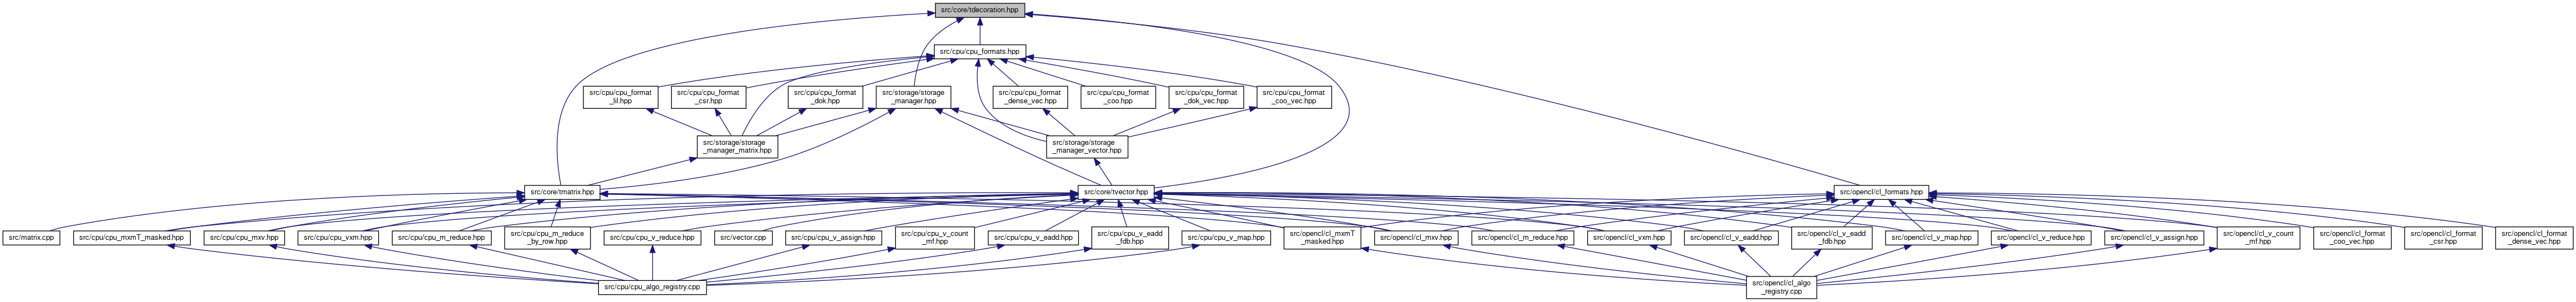 src/core/tdecoration.hpp
src/cpu/cpu_formats.hpp
src/cpu/cpu_format
_lil.hpp
src/cpu/cpu_format
_csr.hpp
src/cpu/cpu_format
_dok.hpp
src/storage/storage
_manager.hpp
src/cpu/cpu_format
_dense_vec.hpp
src/cpu/cpu_format
_coo.hpp
src/cpu/cpu_format
_dok_vec.hpp
src/cpu/cpu_format
_coo_vec.hpp
src/storage/storage
_manager_matrix.hpp
src/storage/storage
_manager_vector.hpp
src/core/tmatrix.hpp
src/core/tvector.hpp
src/opencl/cl_formats.hpp
src/matrix.cpp
src/cpu/cpu_mxmT_masked.hpp
src/cpu/cpu_mxv.hpp
src/cpu/cpu_vxm.hpp
src/cpu/cpu_m_reduce.hpp
src/cpu/cpu_m_reduce
_by_row.hpp
src/cpu/cpu_v_reduce.hpp
src/vector.cpp
src/cpu/cpu_v_assign.hpp
src/cpu/cpu_v_count
_mf.hpp
src/cpu/cpu_v_eadd.hpp
src/cpu/cpu_v_eadd
_fdb.hpp
src/cpu/cpu_v_map.hpp
src/opencl/cl_mxmT
_masked.hpp
src/opencl/cl_mxv.hpp
src/opencl/cl_m_reduce.hpp
src/opencl/cl_vxm.hpp
src/opencl/cl_v_eadd.hpp
src/opencl/cl_v_eadd
_fdb.hpp
src/opencl/cl_v_map.hpp
src/opencl/cl_v_reduce.hpp
src/opencl/cl_v_assign.hpp
src/opencl/cl_v_count
_mf.hpp
src/opencl/cl_format
_coo_vec.hpp
src/opencl/cl_format
_csr.hpp
src/opencl/cl_format
_dense_vec.hpp
src/cpu/cpu_algo_registry.cpp
src/opencl/cl_algo
_registry.cpp